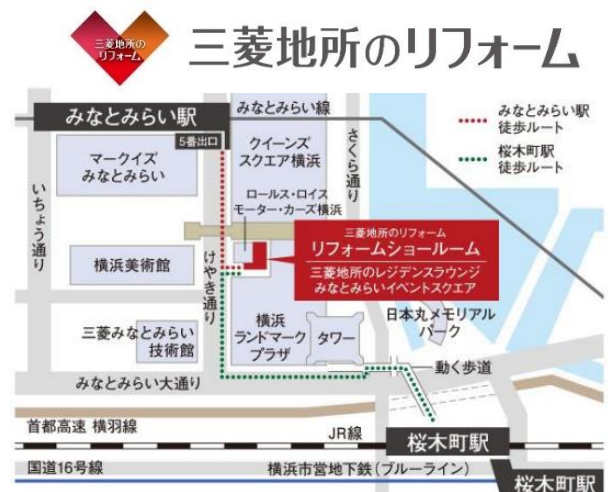 三菱地所の
リフォーム
三菱地所のリフォーム
みなとみらい駅
5番出口
みなとみらい線
みなとみらい駅
徒歩ルート
桜木町駅
徒歩ルート
マークイズ
みなとみらい
クイーンズ
スクエア横浜
さくら通り
いちょう通り
ロールス・ロイス
モーター・カーズ横浜
三菱地所のリフォーム
リフォームショールーム
三菱地所のレジデンスラウンジ
みなとみらいイベントスクエア
横浜美術館
けやき通り
三菱みなとみらい
技術館
横浜
ランドマーク
プラザ
タワー
日本丸メモリアル
パーク
動く歩道
みなとみらい大通り
首都高速 横羽線
JR線
桜木町駅
国道16号線
横浜市営地下鉄(ブルーライン)
桜木町駅